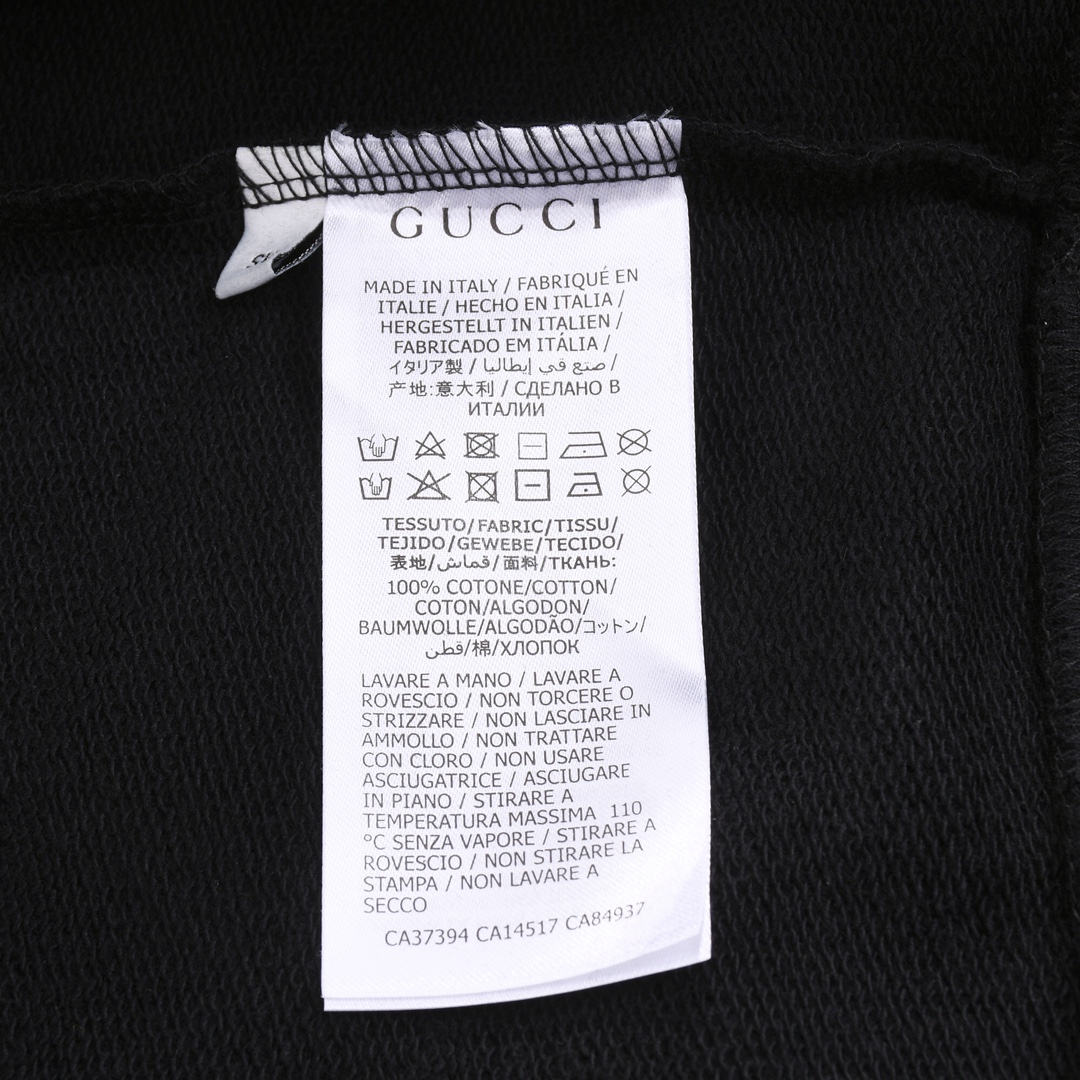 GUCCI
MADE IN ITALY / FABRIQUÉ EN
ITALIE / HECHO EN ITALIA /
HERGESTELLT IN ITALIEN /
FABRICADO EM ITÁLIA /
イタリア製 / صنع في إيطاليا /
产地:意大利 / СДЕЛАНО В
ИТАЛИИ
TESSUTO/FABRIC/TISSU/
TEJIDO/GEWEBE/TECIDO/
表地/قماش/面料/ТКАНЬ:
100% COTONE/COTTON/
COTON/ALGODON/
BAUMWOLLE/ALGODÃO/コットン/
قطن/棉/ХЛОПОК
LAVARE A MANO / LAVARE A
ROVESCIO / NON TORCERE O
STRIZZARE / NON LASCIARE IN
AMMOLLO / NON TRATTARE
CON CLORO / NON USARE
ASCIUGATRICE / ASCIUGARE
IN PIANO / STIRARE A
TEMPERATURA MASSIMA 110
°C SENZA VAPORE / STIRARE A
ROVESCIO / NON STIRARE LA
STAMPA / NON LAVARE A
SECCO
CA37394 CA14517 CA84937